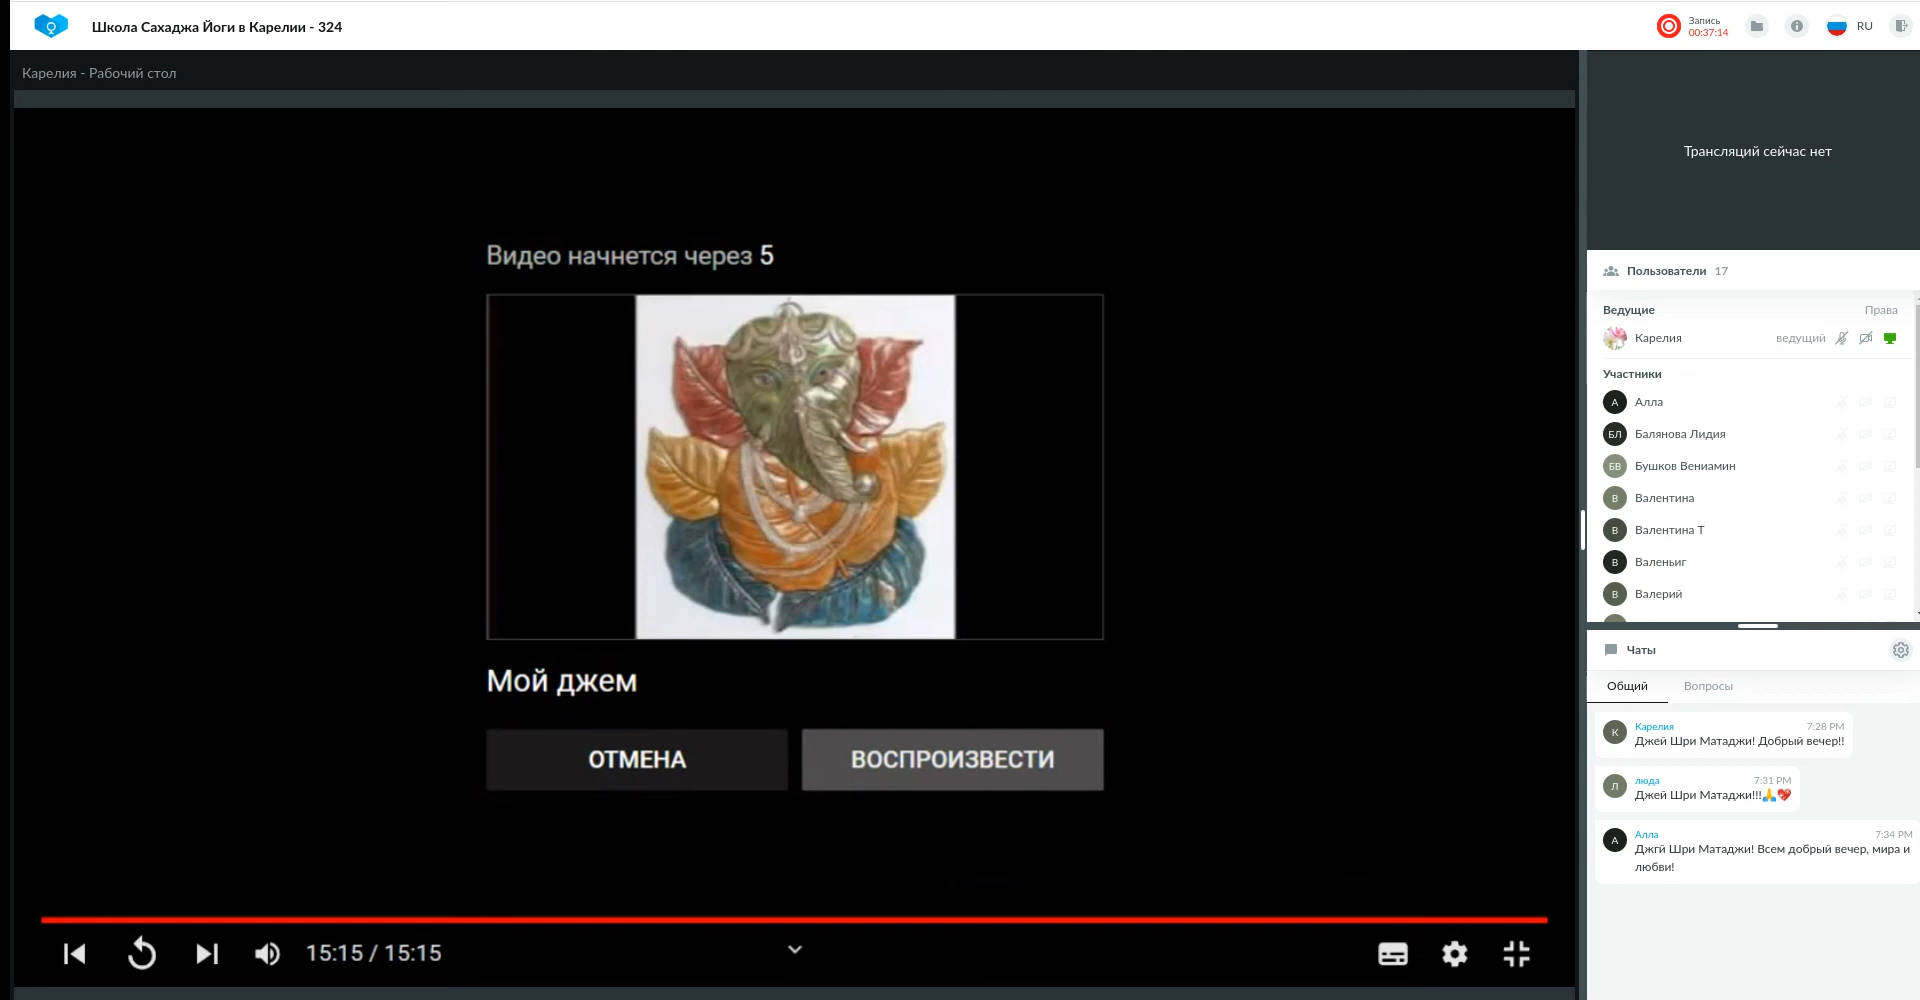 Школа Сахаджа Йоги в Карелии - 324
Запись
00:37:14
RU
Карелия - Рабочий стол
Видео начнется через 5
Мой джем
ОТМЕНА
ВОСПРОИЗВЕСТИ
15:15 / 15:15
Трансляций сейчас нет
Пользователи 17
Ведущие Права
Карелия ведущий
Участники
А Алла
БЛ Балянова Лидия
БВ Бушков Вениамин
В Валентина
В Валентина Т
В Валеньиг
В Валерий
Чаты
Общий Вопросы
К Карелия 7:28 PM
Джей Шри Матаджи! Добрый вечер!!
Л люда 7:31 PM
Джей Шри Матаджи!!!🙏💖
А Алла 7:34 PM
Джгй Шри Матаджи! Всем добрый вечер, мира и
любви!